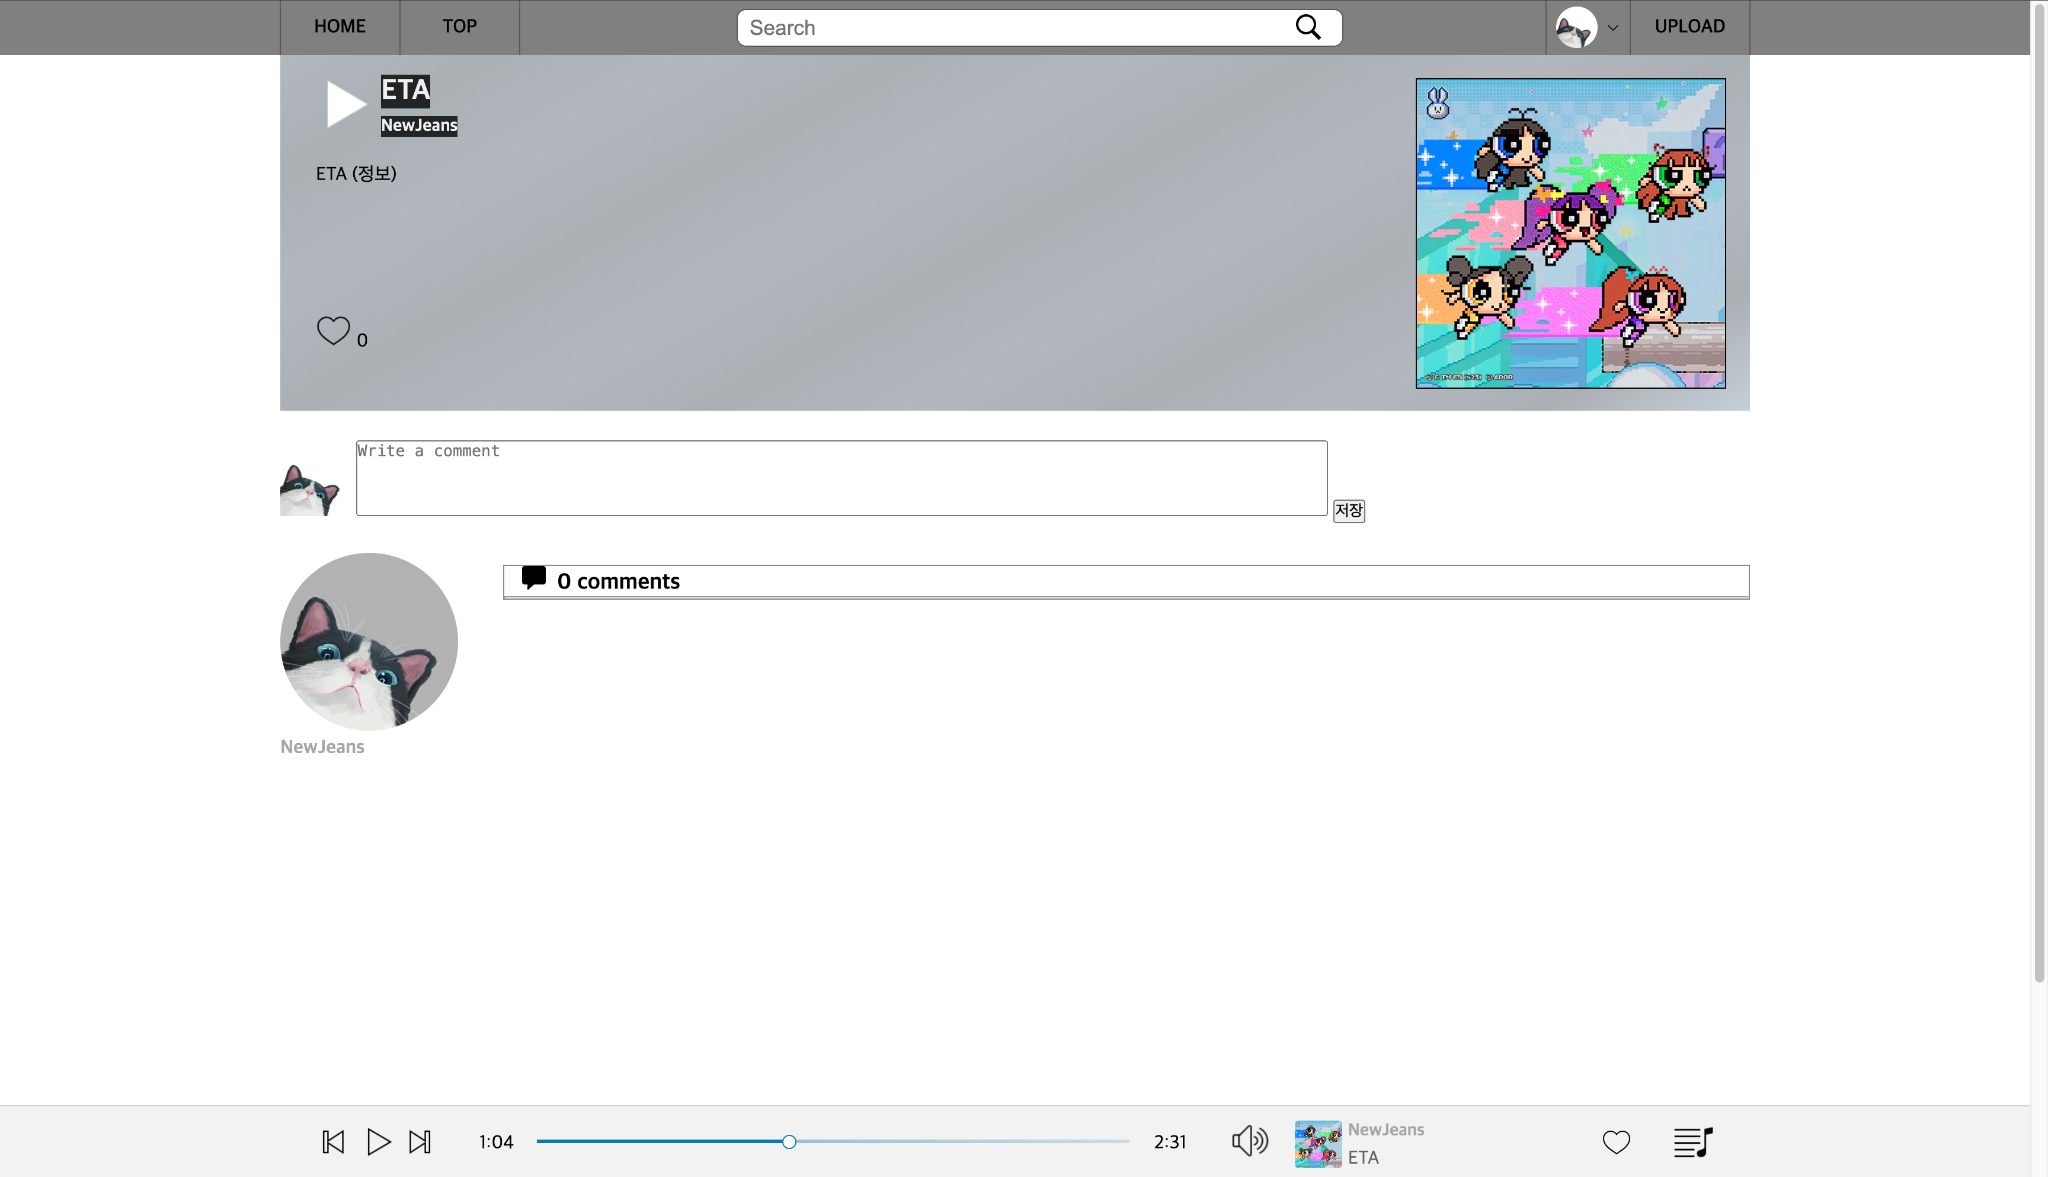 HOME
TOP
Search
UPLOAD
ETA
NewJeans
ETA (정보)
0
Write a comment
저장
0 comments
NewJeans
1:04
2:31
NewJeans
ETA